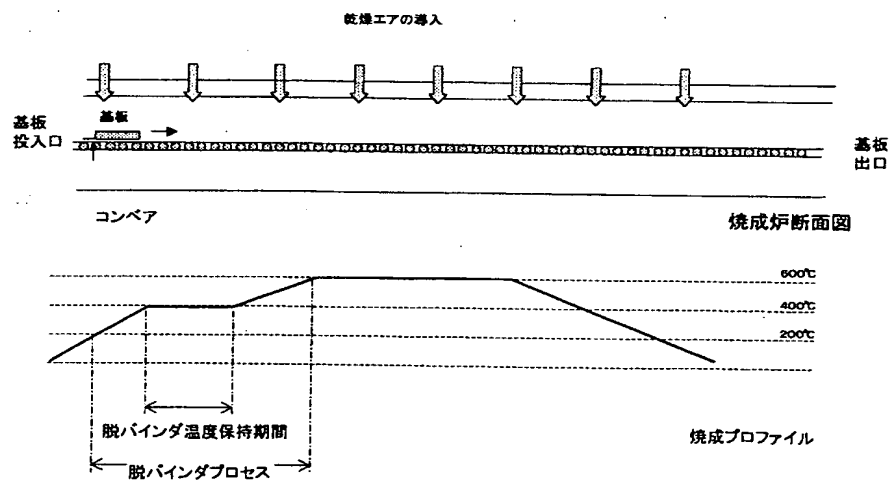 乾燥エアの導入
基板
投入口
基板
基板
出口
コンベア
焼成炉断面図
600℃
400℃
200℃
脱バインダ温度保持期間
焼成プロファイル
脱バインダプロセス